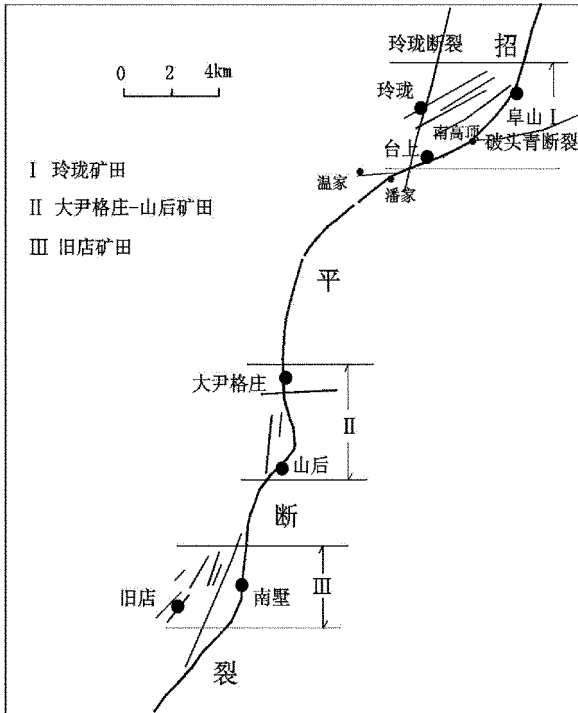 玲珑断裂
招
0 2 4km
玲珑
阜山 I
南高顶
破头青断裂
台上
温家
潘家
I 玲珑矿田
II 大尹格庄-山后矿田
III 旧店矿田
平
大尹格庄
II
山后
断
旧店
南墅
III
裂